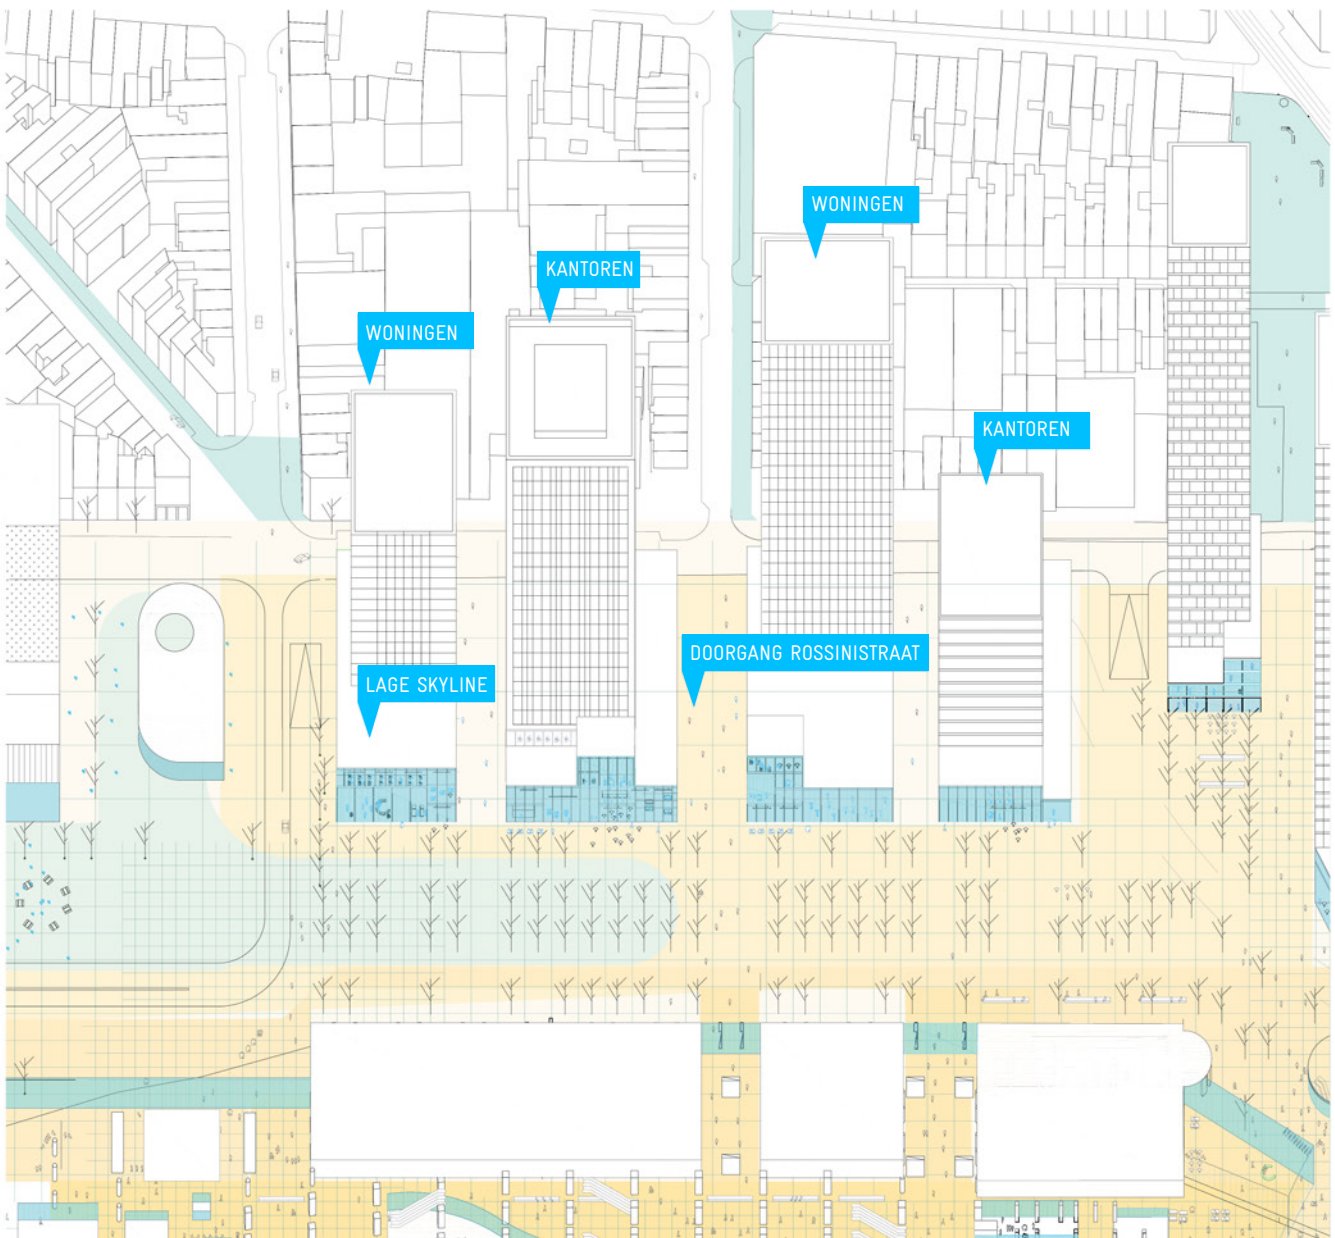 WONINGEN
KANTOREN
WONINGEN
KANTOREN
DOORGANG ROSSINISTRAAT
LAGE SKYLINE